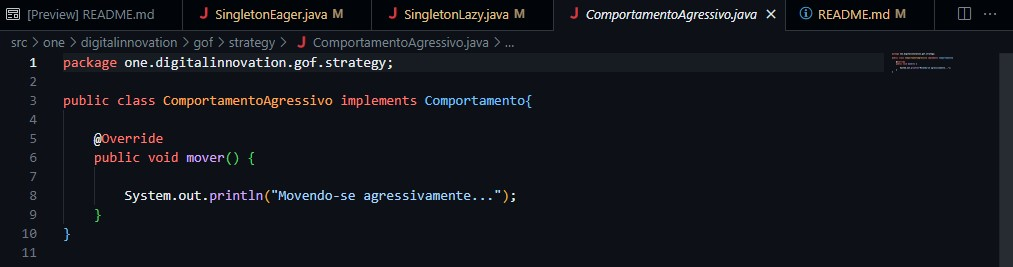 [Preview] README.md SingletonEager.java M SingletonLazy.java M ComportamentoAgressivo.java README.md M
src > one > digitalinnovation > gof > strategy > ComportamentoAgressivo.java > ...
1 package one.digitalinnovation.gof.strategy;
2
3 public class ComportamentoAgressivo implements Comportamento{
4
5 @Override
6 public void mover() {
7
8 System.out.println("Movendo-se agressivamente...");
9 }
10 }
11